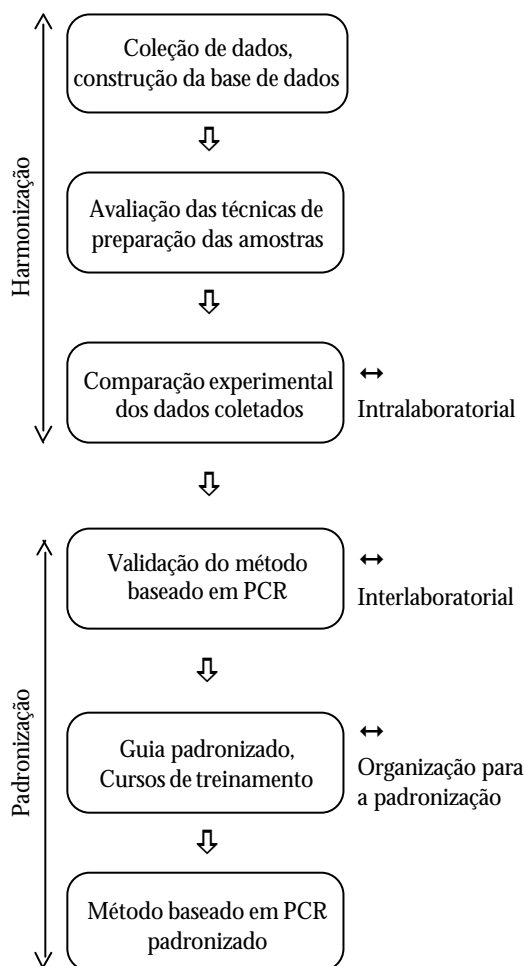 Coleção de dados,
construção da base de dados
Harmonização
Avaliação das técnicas de
preparação das amostras
Comparação experimental
dos dados coletados
Intralaboratorial
Validação do método
baseado em PCR
Interlaboratorial
Padronização
Guia padronizado,
Cursos de treinamento
Organização para
a padronização
Método baseado em PCR
padronizado